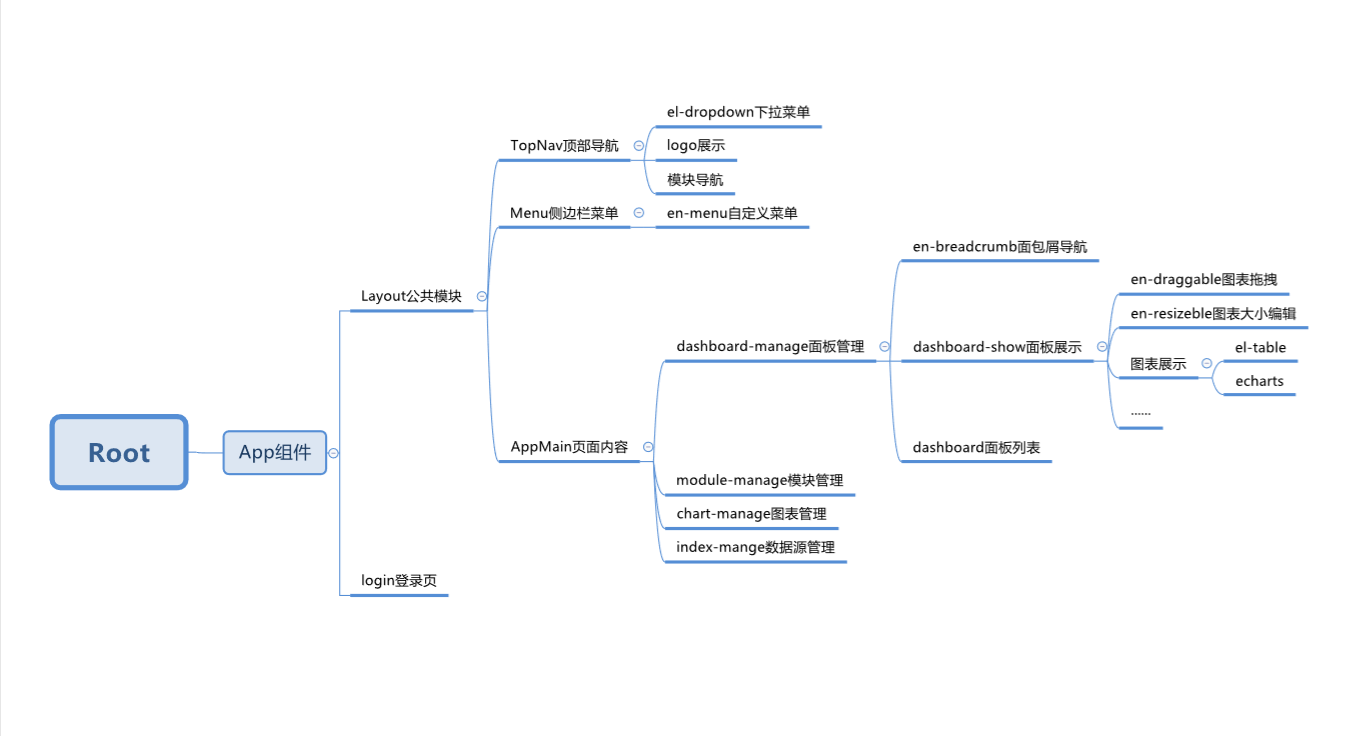 Root
App组件
Layout公共模块
TopNav顶部导航
el-dropdown下拉菜单
logo展示
模块导航
Menu侧边栏菜单
en-menu自定义菜单
AppMain页面内容
dashboard-manage面板管理
en-breadcrumb面包屑导航
dashboard-show面板展示
en-draggable图表拖拽
en-resizeble图表大小编辑
图表展示
el-table
echarts
......
dashboard面板列表
module-manage模块管理
chart-manage图表管理
index-mange数据源管理
login登录页